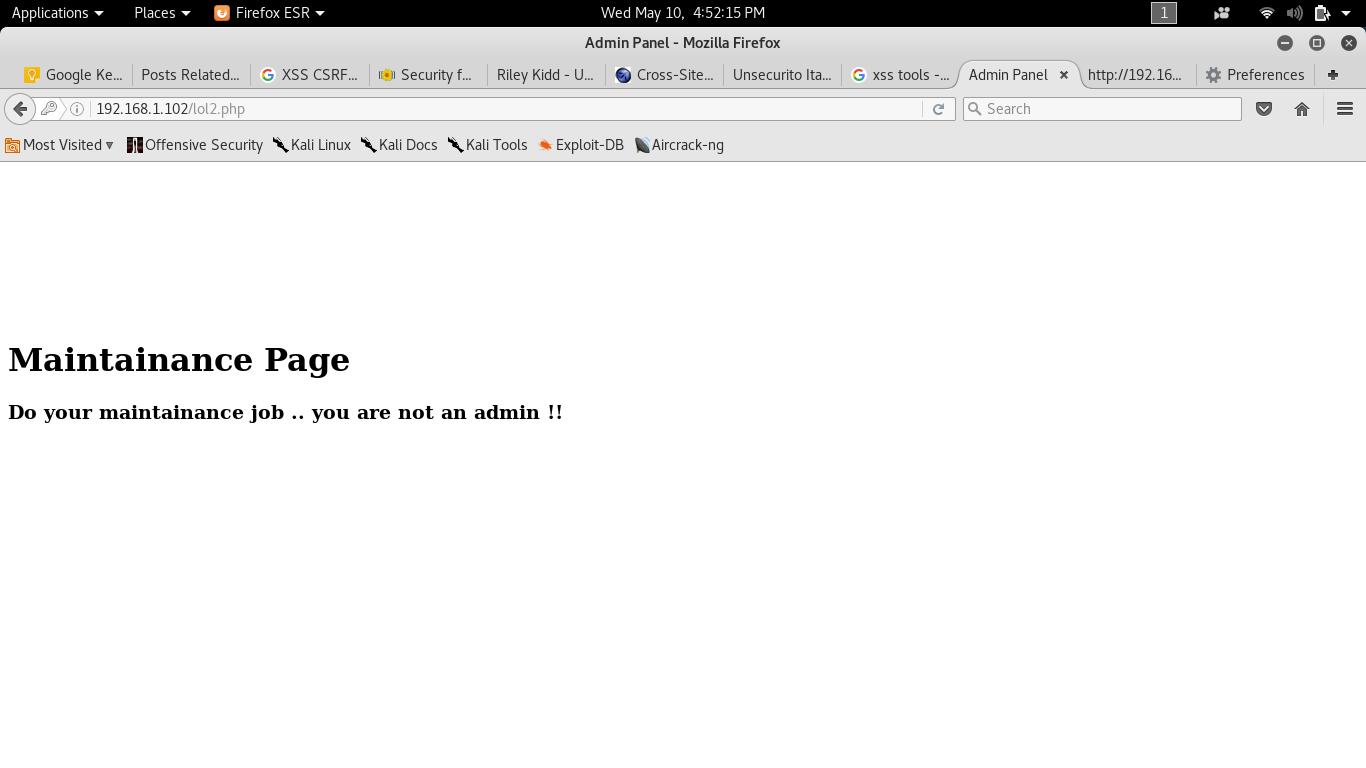 Applications Places Firefox ESR Wed May 10, 4:52:15 PM 1
Admin Panel - Mozilla Firefox
Google Ke... Posts Related... XSS CSRF... Security f... Riley Kidd - U... Cross-Site... Unsecurito Ita... xss tools -... Admin Panel http://192.16... Preferences
192.168.1.102/lol2.php Search
Most Visited Offensive Security Kali Linux Kali Docs Kali Tools Exploit-DB Aircrack-ng
Maintainance Page
Do your maintainance job .. you are not an admin !!